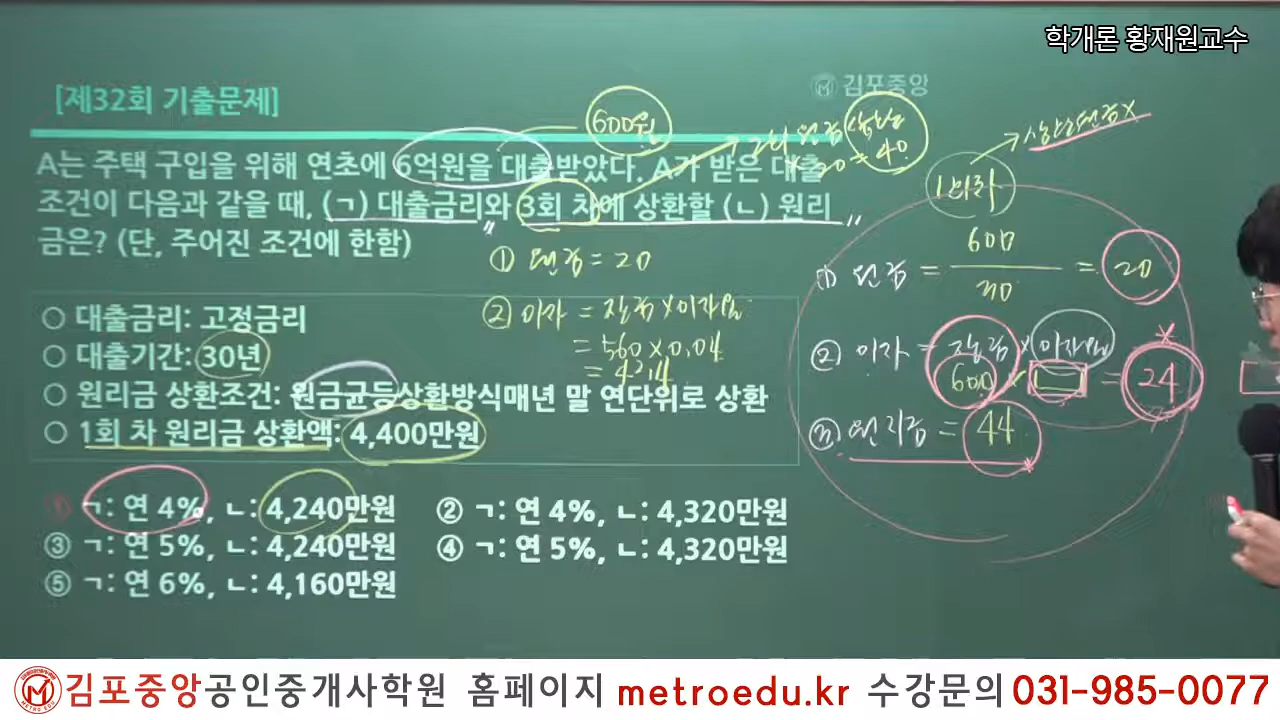 학개론 황재원교수
김포중앙
[제32회 기출문제]
600원
A는 주택 구입을 위해 연초에 6억원을 대출받았다. A가 받은 대출
조건이 다음과 같을 때, (ㄱ) 대출금리와 3회 차에 상환할 (ㄴ) 원리
금은? (단, 주어진 조건에 한함)
① 원금 = 20
② 이자 = 잔금 × 이자율
= 560 × 0.04
○ 대출금리: 고정금리
○ 대출기간: 30년
○ 원리금 상환조건: 원금균등상환방식매년 말 연단위로 상환
○ 1회 차 원리금 상환액: 4,400만원
① ㄱ: 연 4%, ㄴ: 4,240만원
② ㄱ: 연 4%, ㄴ: 4,320만원
③ ㄱ: 연 5%, ㄴ: 4,240만원
④ ㄱ: 연 5%, ㄴ: 4,320만원
⑤ ㄱ: 연 6%, ㄴ: 4,160만원
① 원금 = 600 / 30 = 20
② 이자 = 잔금 × 이자율
600 × = 24
③ 원리금 = 44
김포중앙공인중개사학원 홈페이지 metroedu.kr 수강문의 031-985-0077
METRO EDU